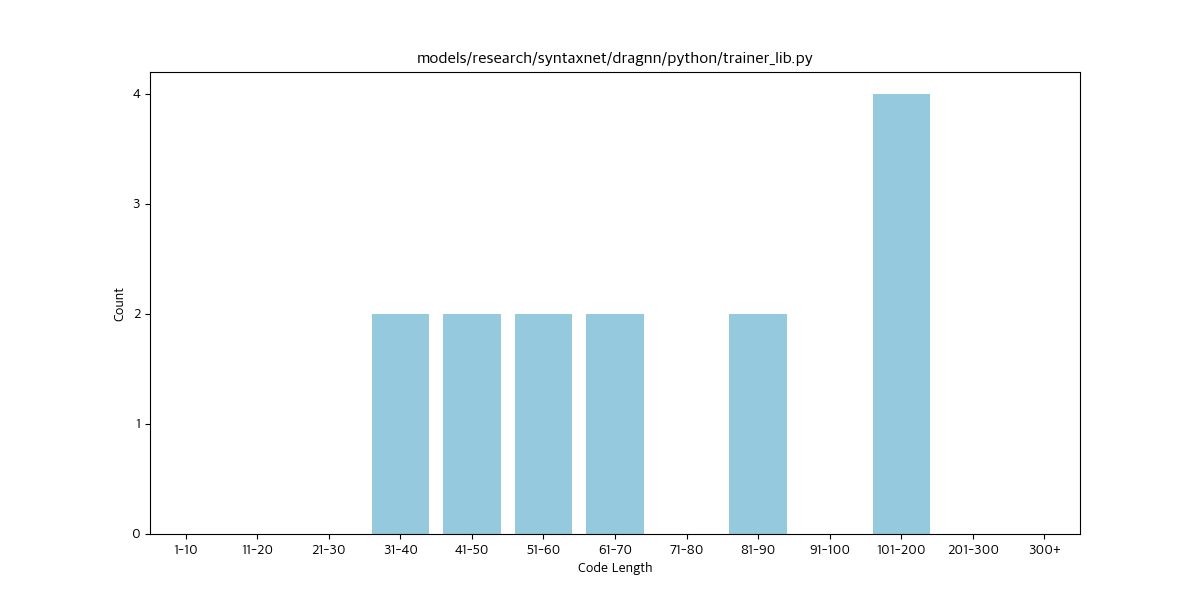 models/research/syntaxnet/dragnn/python/trainer_lib.py
4
3
2
1
0
Count
1-10 11-20 21-30 31-40 41-50 51-60 61-70 71-80 81-90 91-100 101-200 201-300 300+
Code Length